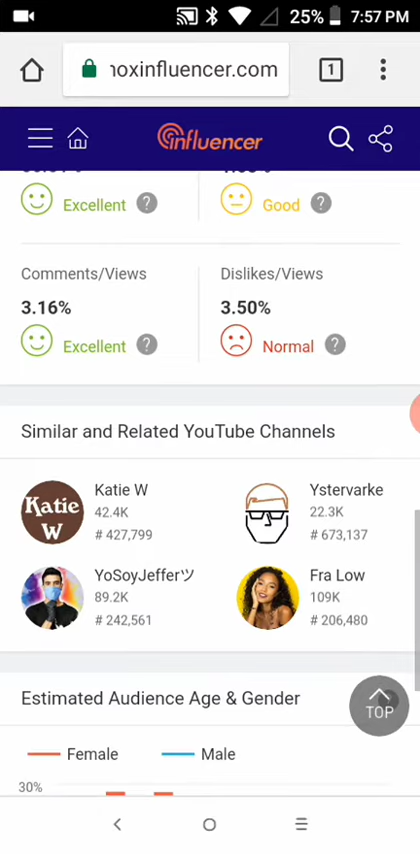 25% 7:57 PM
noxinfluencer.com 1
influencer
Excellent ? Good ?
Comments/Views Dislikes/Views
3.16% 3.50%
Excellent ? Normal ?
Similar and Related YouTube Channels
Katie W
Katie W
42.4K
# 427,799
Ystervarke
22.3K
# 673,137
YoSoyJefferツ
89.2K
# 242,561
Fra Low
109K
# 206,480
Estimated Audience Age & Gender
TOP
Female Male
30%